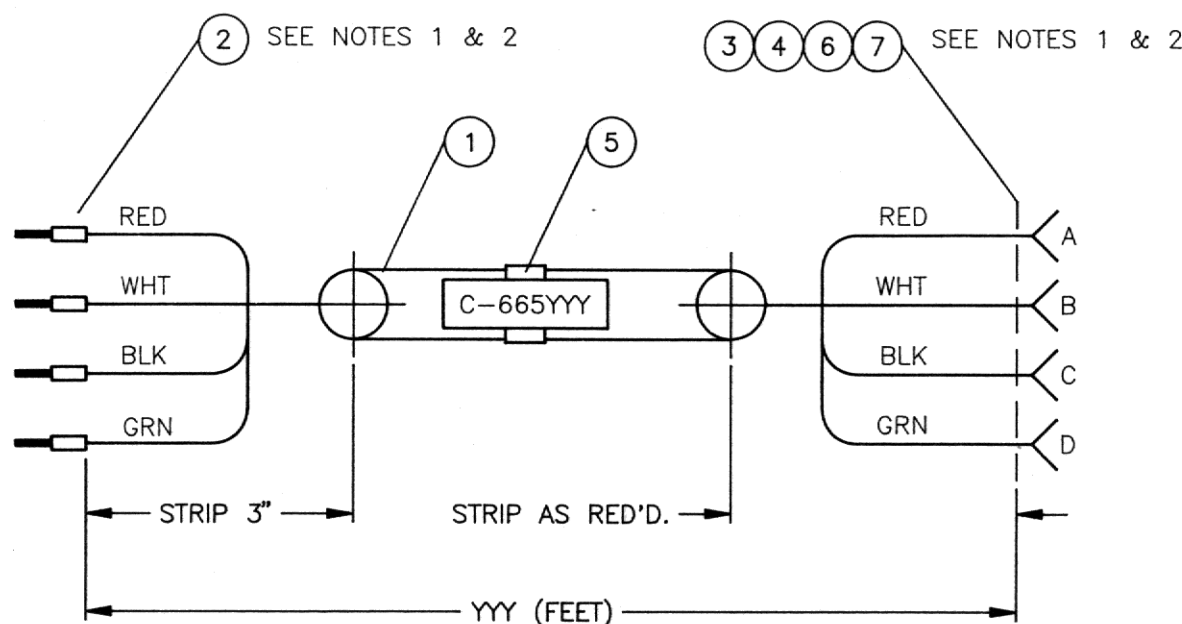 2 SEE NOTES 1 & 2
3 4 6 7 SEE NOTES 1 & 2
1
5
RED
WHT
BLK
GRN
C-665YYY
RED A
WHT B
BLK C
GRN D
STRIP 3"
STRIP AS RED'D.
YYY (FEET)